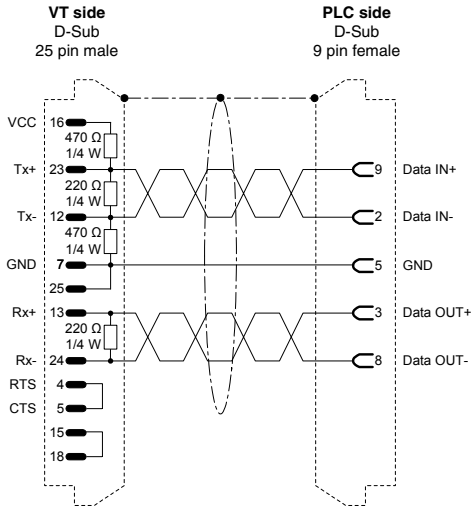 VT side
D-Sub
25 pin male
PLC side
D-Sub
9 pin female
VCC 16
470 Ω
1/4 W
Tx+ 23
9 Data IN+
220 Ω
1/4 W
Tx- 12
2 Data IN-
470 Ω
1/4 W
GND 7
5 GND
25
Rx+ 13
3 Data OUT+
220 Ω
1/4 W
Rx- 24
8 Data OUT-
RTS 4
CTS 5
15
18